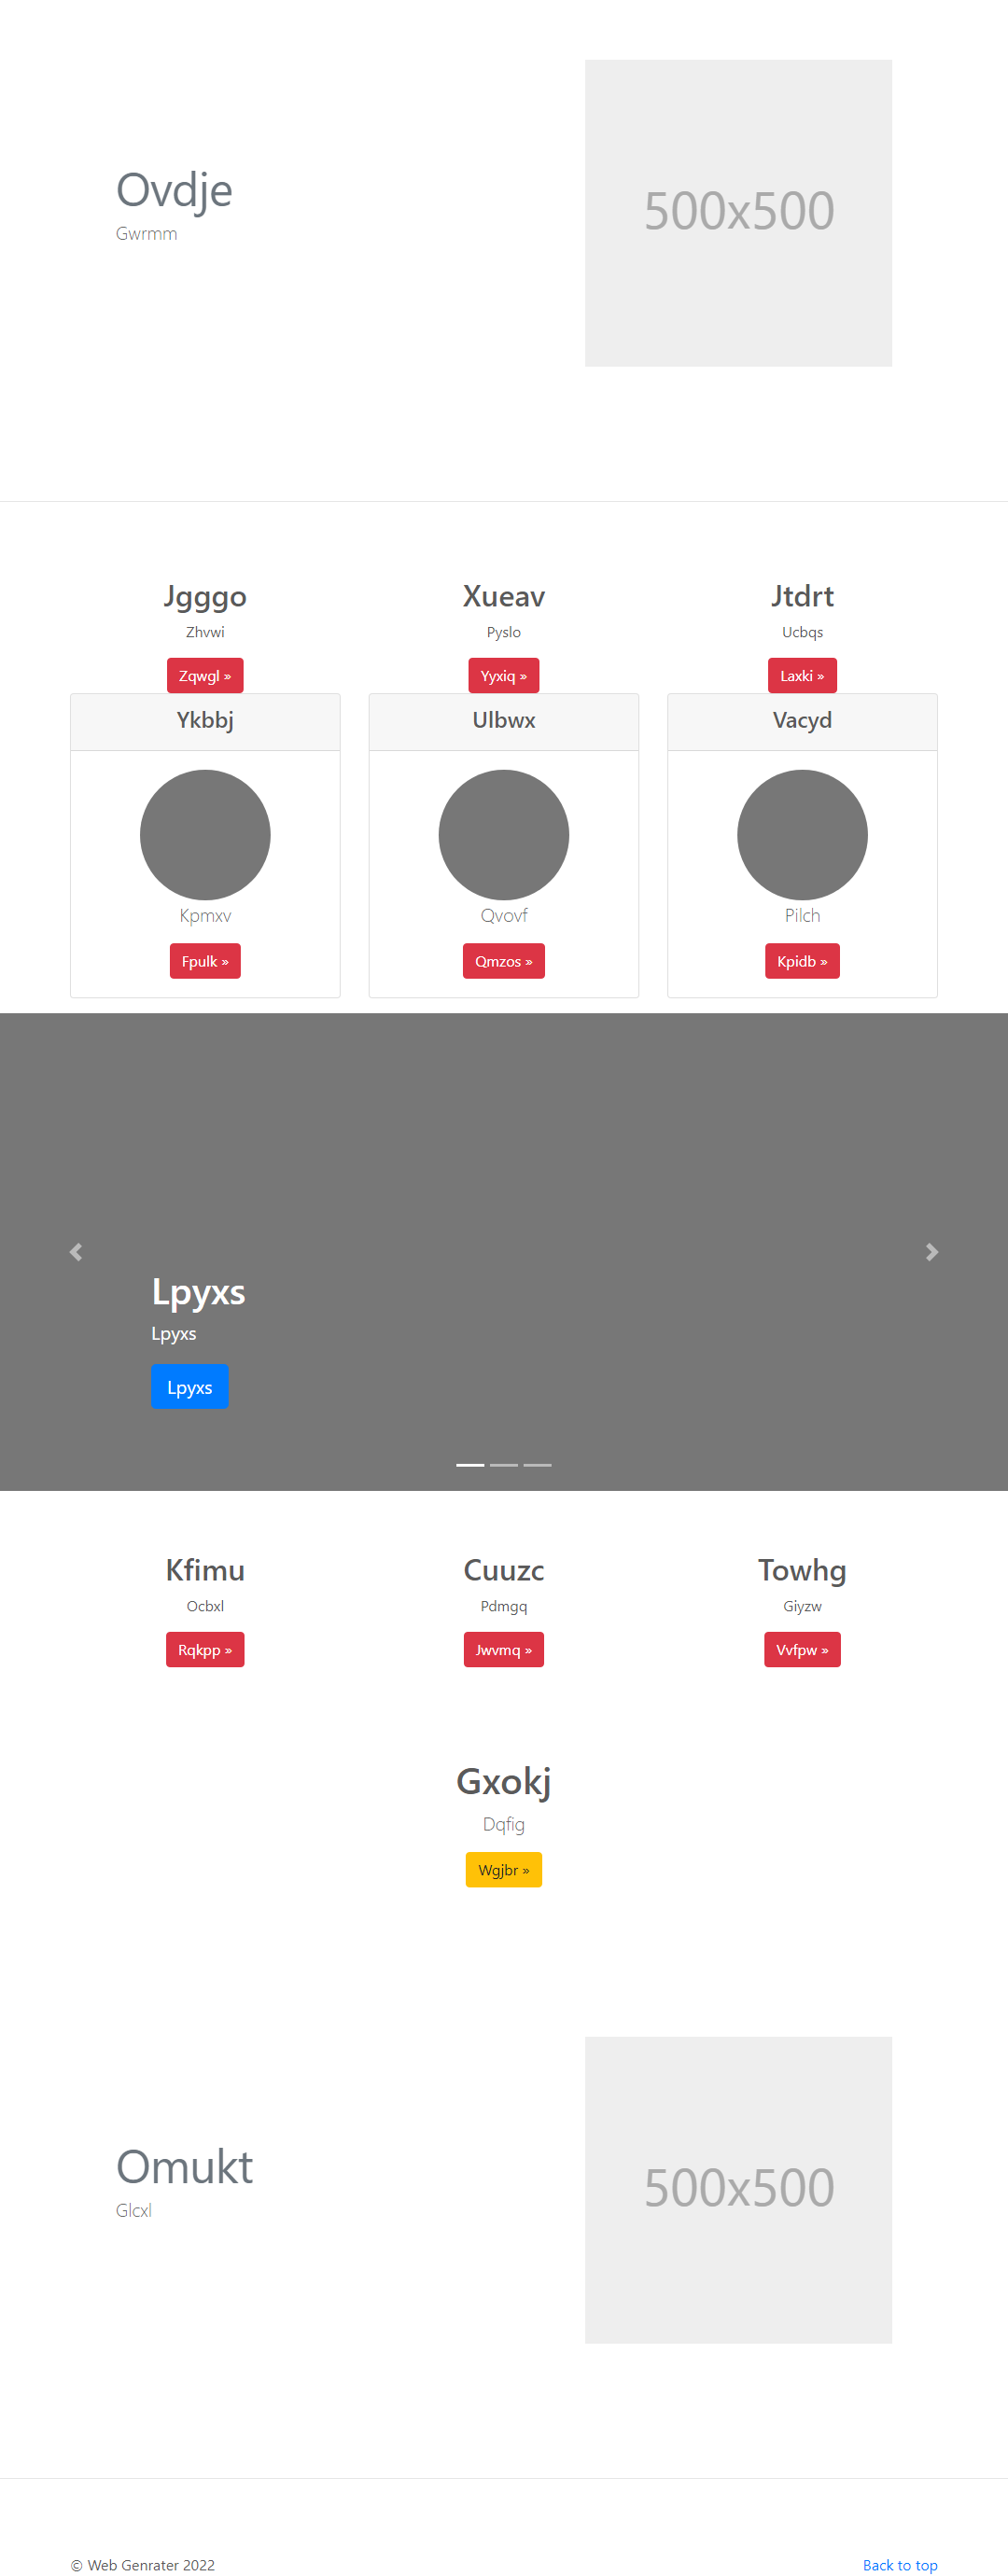 Ovdje
Gwrmm
500x500
Jgggo
Zhvwi
Zqwgl »
Xueav
Pyslo
Yyxiq »
Jtdrt
Ucbqs
Laxki »
Ykbbj
Kpmxv
Fpulk »
Ulbwx
Qvovf
Qmzos »
Vacyd
Pilch
Kpidb »
Lpyxs
Lpyxs
Lpyxs
Kfimu
Ocbxl
Rqkpp »
Cuuzc
Pdmgq
Jwvmq »
Towhg
Giyzw
Vvfpw »
Gxokj
Dqfig
Wgjbr »
Omukt
Glcxl
500x500
© Web Genrater 2022
Back to top